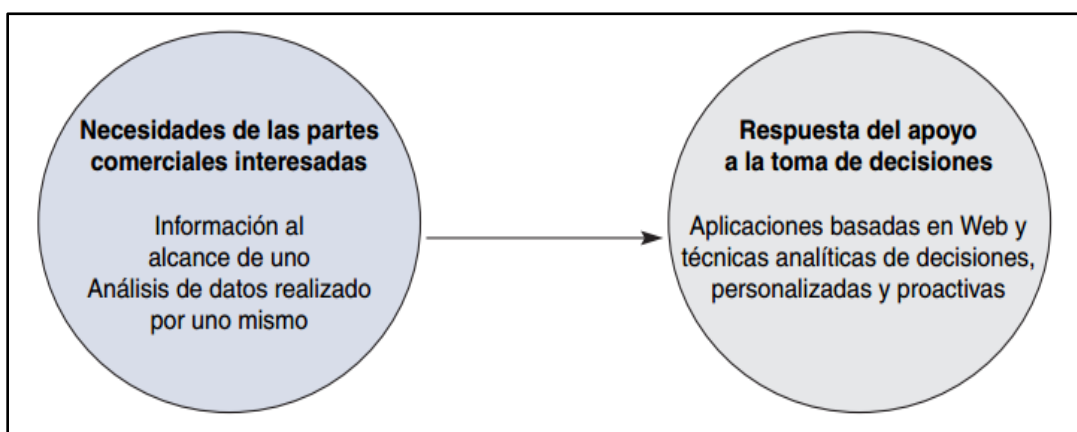 Necesidades de las partes
comerciales interesadas
Información al
alcance de uno
Análisis de datos realizado
por uno mismo
Respuesta del apoyo
a la toma de decisiones
Aplicaciones basadas en Web y
técnicas analíticas de decisiones,
personalizadas y proactivas